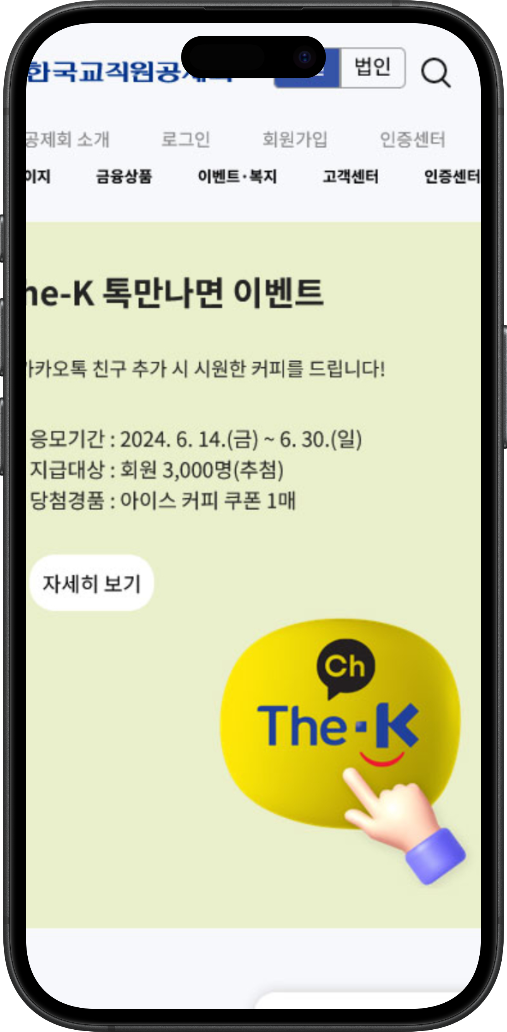 한국교직원공제회 법인
공제회 소개 로그인 회원가입 인증센터
이지 금융상품 이벤트·복지 고객센터 인증센터
he-K 톡만나면 이벤트
카카오톡 친구 추가 시 시원한 커피를 드립니다!
응모기간 : 2024. 6. 14.(금) ~ 6. 30.(일)
지급대상 : 회원 3,000명(추첨)
당첨경품 : 아이스 커피 쿠폰 1매
자세히 보기
Ch
The·K